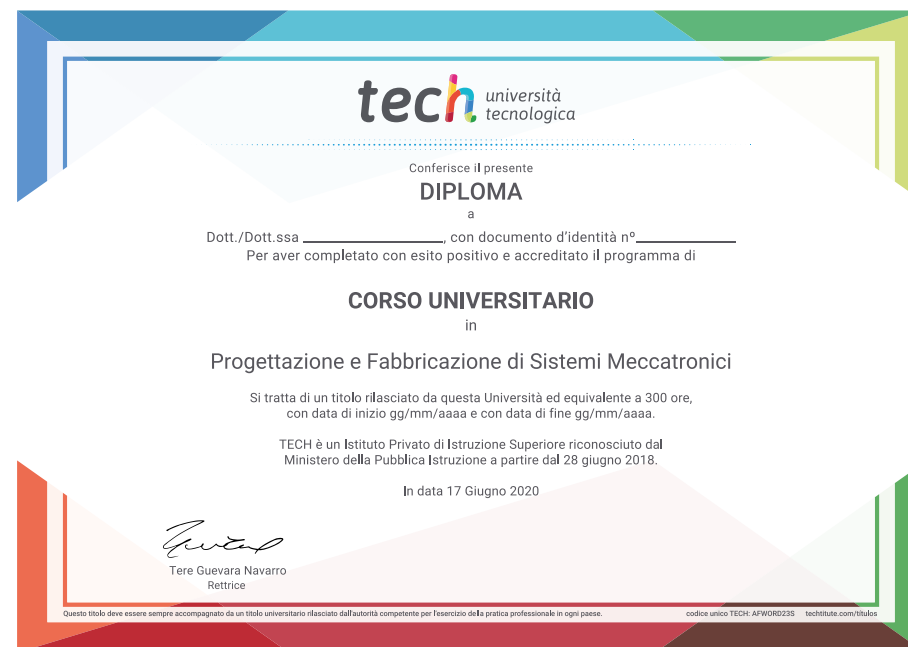 tech università
tecnologica
Conferisce il presente
DIPLOMA
a
Dott./Dott.ssa ____________, con documento d'identità nº____________
Per aver completato con esito positivo e accreditato il programma di
CORSO UNIVERSITARIO
in
Progettazione e Fabbricazione di Sistemi Meccatronici
Si tratta di un titolo rilasciato da questa Università ed equivalente a 300 ore,
con data di inizio gg/mm/aaaa e con data di fine gg/mm/aaaa.
TECH è un Istituto Privato di Istruzione Superiore riconosciuto dal
Ministero della Pubblica Istruzione a partire dal 28 giugno 2018.
In data 17 Giugno 2020
Tere Guevara Navarro
Rettrice
Questo titolo deve essere sempre accompagnato da un titolo universitario rilasciato dall'autorità competente per l'esercizio della pratica professionale in ogni paese. codice unico TECH: AFWORD23S techtitute.com/títulos